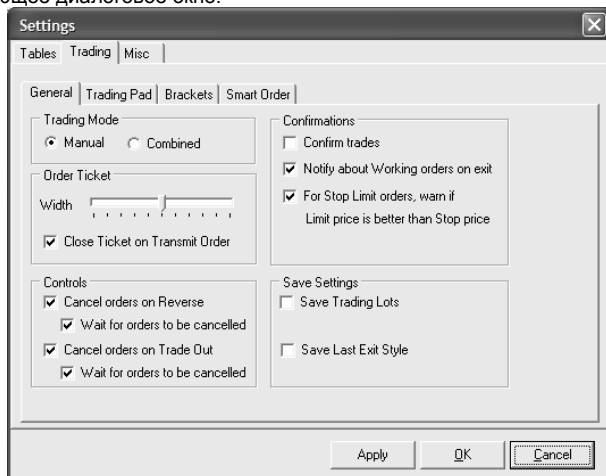 диалоговое окно.
Settings
Tables Trading Misc
General Trading Pad Brackets Smart Order
Trading Mode
Manual Combined
Order Ticket
Width
Close Ticket on Transmit Order
Controls
Cancel orders on Reverse
Wait for orders to be cancelled
Cancel orders on Trade Out
Wait for orders to be cancelled
Confirmations
Confirm trades
Notify about Working orders on exit
For Stop Limit orders, warn if
Limit price is better than Stop price
Save Settings
Save Trading Lots
Save Last Exit Style
Apply OK Cancel